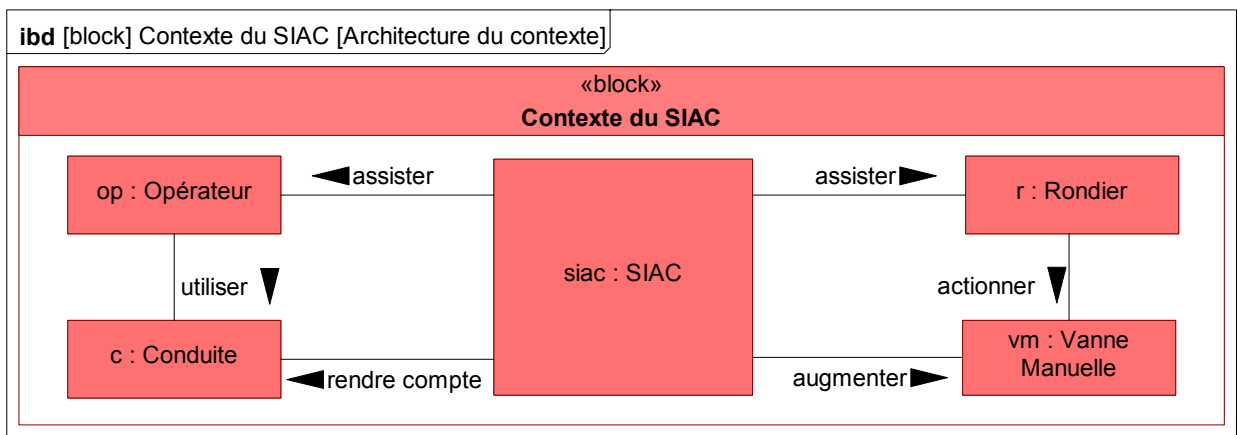 ibd [block] Contexte du SIAC [Architecture du contexte]
«block»
Contexte du SIAC
op : Opérateur
assister
assister
r : Rondier
siac : SIAC
utiliser
actionner
c : Conduite
rendre compte
augmenter
vm : Vanne
Manuelle